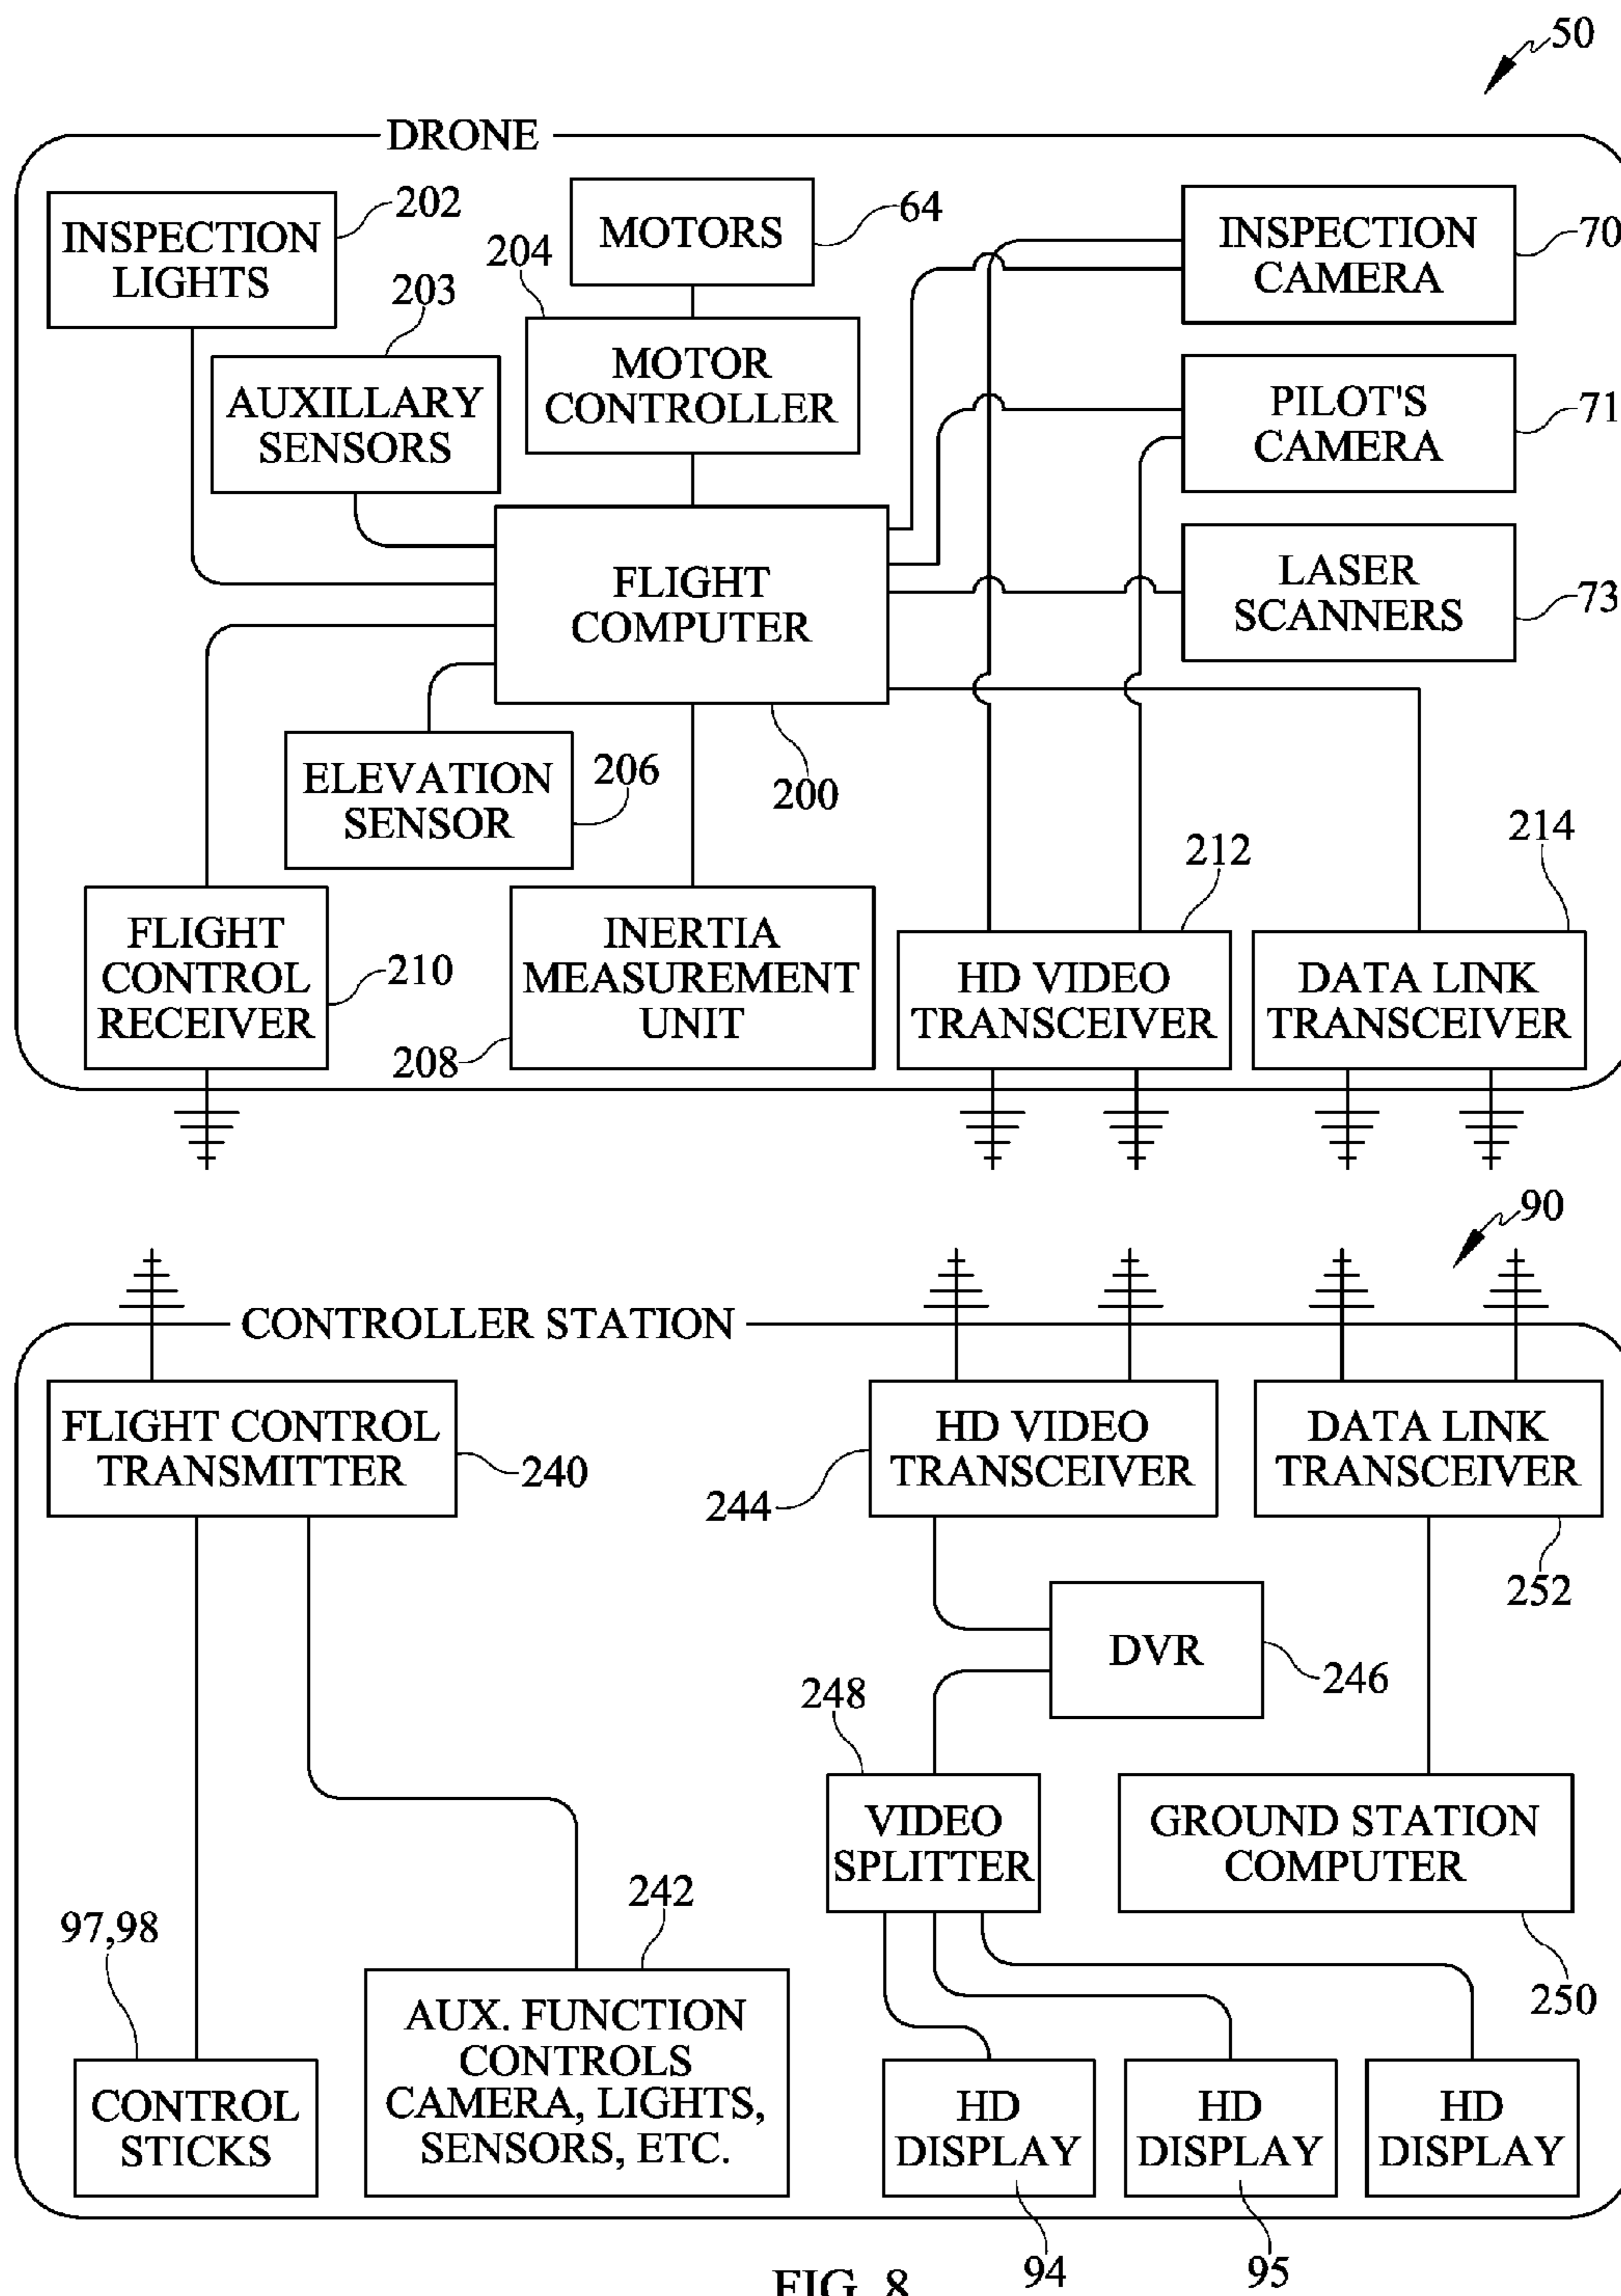 50
DRONE
INSPECTION
LIGHTS
202
MOTORS
64
INSPECTION
CAMERA
70
204
203
AUXILLARY
SENSORS
MOTOR
CONTROLLER
PILOT'S
CAMERA
71
FLIGHT
COMPUTER
LASER
SCANNERS
73
ELEVATION
SENSOR
206
200
212
214
FLIGHT
CONTROL
RECEIVER
210
INERTIA
MEASUREMENT
UNIT
208
HD VIDEO
TRANSCEIVER
DATA LINK
TRANSCEIVER
90
CONTROLLER STATION
FLIGHT CONTROL
TRANSMITTER
240
HD VIDEO
TRANSCEIVER
244
DATA LINK
TRANSCEIVER
252
DVR
246
248
VIDEO
SPLITTER
GROUND STATION
COMPUTER
250
242
97,98
CONTROL
STICKS
AUX. FUNCTION
CONTROLS
CAMERA, LIGHTS,
SENSORS, ETC.
HD
DISPLAY
HD
DISPLAY
HD
DISPLAY
94
95
FIG. 8